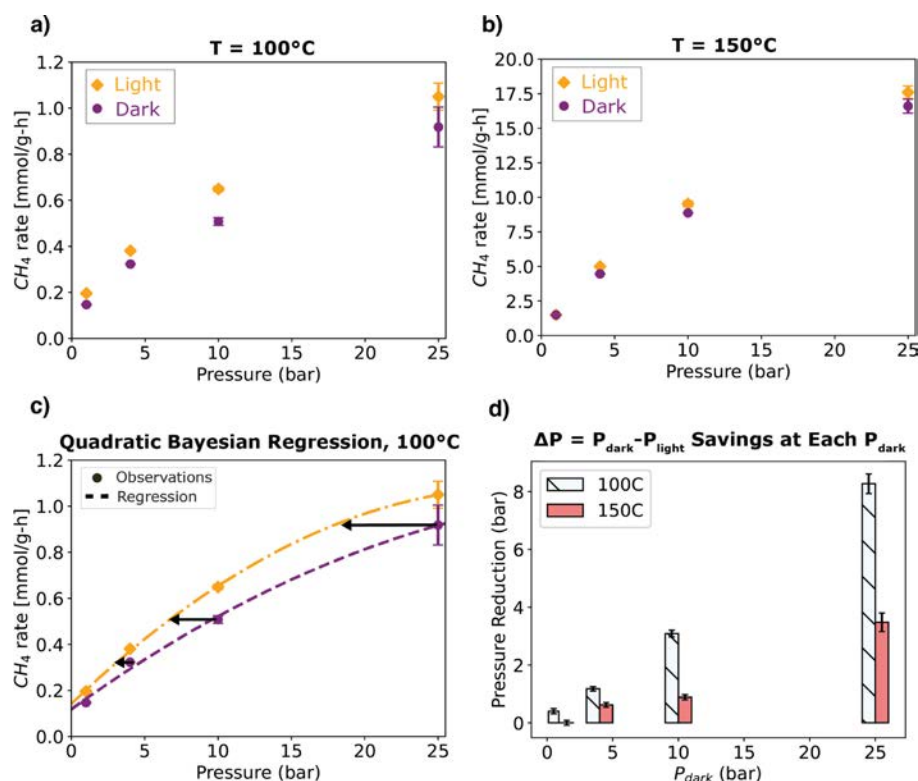 a)
T = 100°C
1.2
1.0
0.8
0.6
0.4
0.2
0.0
CH4 rate [mmol/g-h]
Light
Dark
0
5
10
15
20
25
Pressure (bar)
b)
T = 150°C
20.0
17.5
15.0
12.5
10.0
7.5
5.0
2.5
0.0
CH4 rate [mmol/g-h]
Light
Dark
0
5
10
15
20
25
Pressure (bar)
c)
Quadratic Bayesian Regression, 100°C
1.2
1.0
0.8
0.6
0.4
0.2
0.0
CH4 rate [mmol/g-h]
Observations
Regression
0
5
10
15
20
25
Pressure (bar)
d)
ΔP = Pdark-Plight Savings at Each Pdark
8
6
4
2
0
Pressure Reduction (bar)
100C
150C
0
5
10
15
20
25
Pdark (bar)